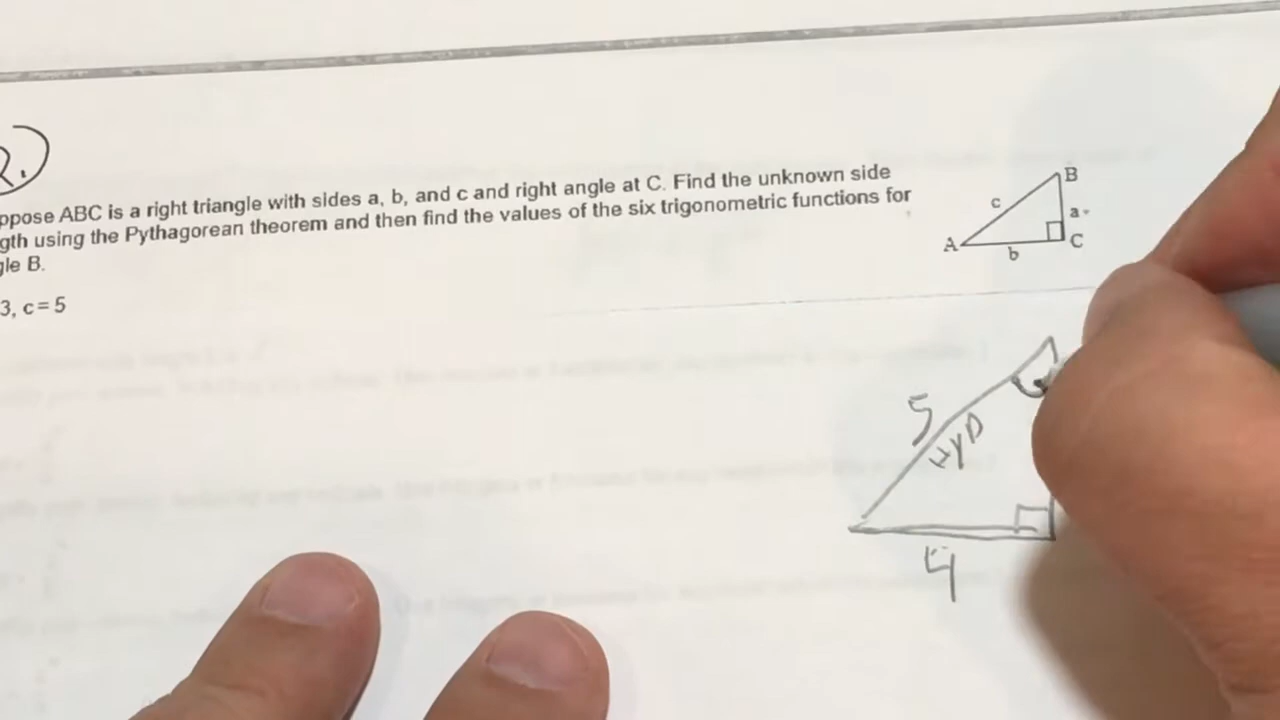 2.)
ppose ABC is a right triangle with sides a, b, and c and right angle at C. Find the unknown side
gth using the Pythagorean theorem and then find the values of the six trigonometric functions for
gle B.
3, c = 5
B
c
a
A
b
C
5
HYP
4